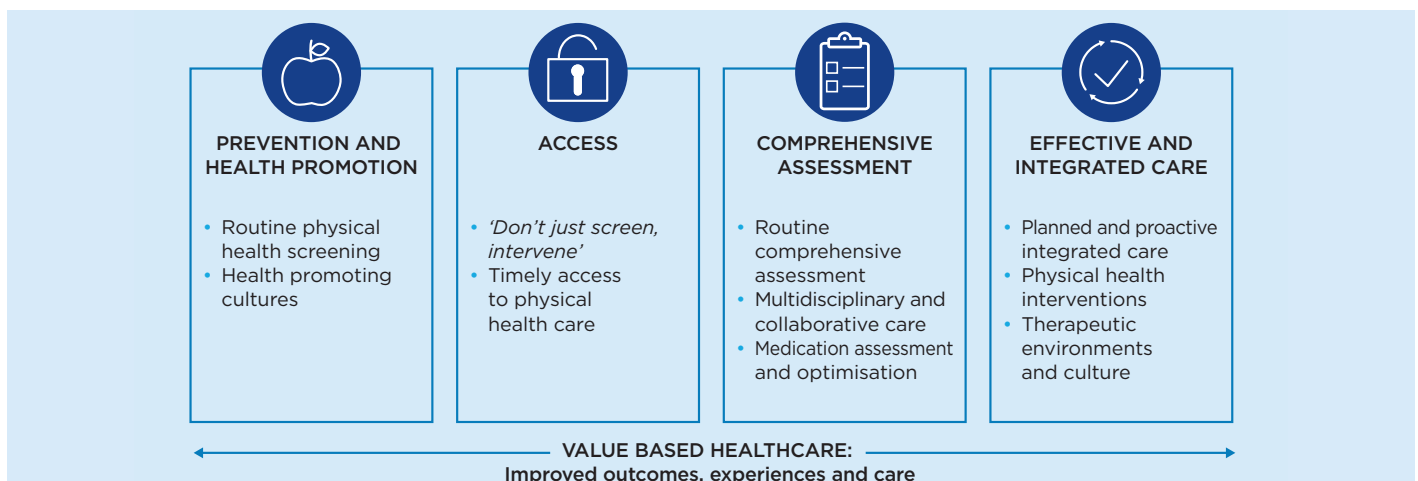 PREVENTION AND
HEALTH PROMOTION
• Routine physical
health screening
• Health promoting
cultures
ACCESS
• ‘Don’t just screen,
intervene’
• Timely access
to physical
health care
COMPREHENSIVE
ASSESSMENT
• Routine
comprehensive
assessment
• Multidisciplinary and
collaborative care
• Medication assessment
and optimisation
EFFECTIVE AND
INTEGRATED CARE
• Planned and proactive
integrated care
• Physical health
interventions
• Therapeutic
environments
and culture
VALUE BASED HEALTHCARE:
Improved outcomes, experiences and care